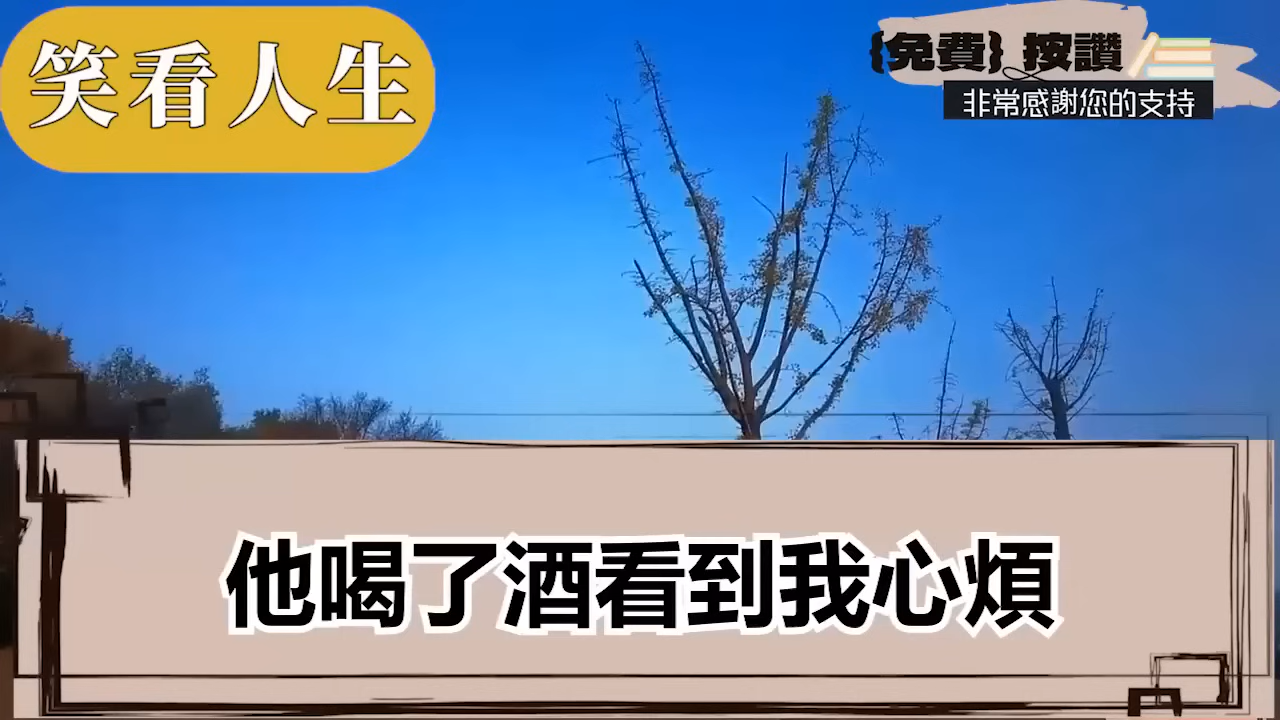 笑看人生
{免費} 按讚
非常感謝您的支持
他喝了酒看到我心煩